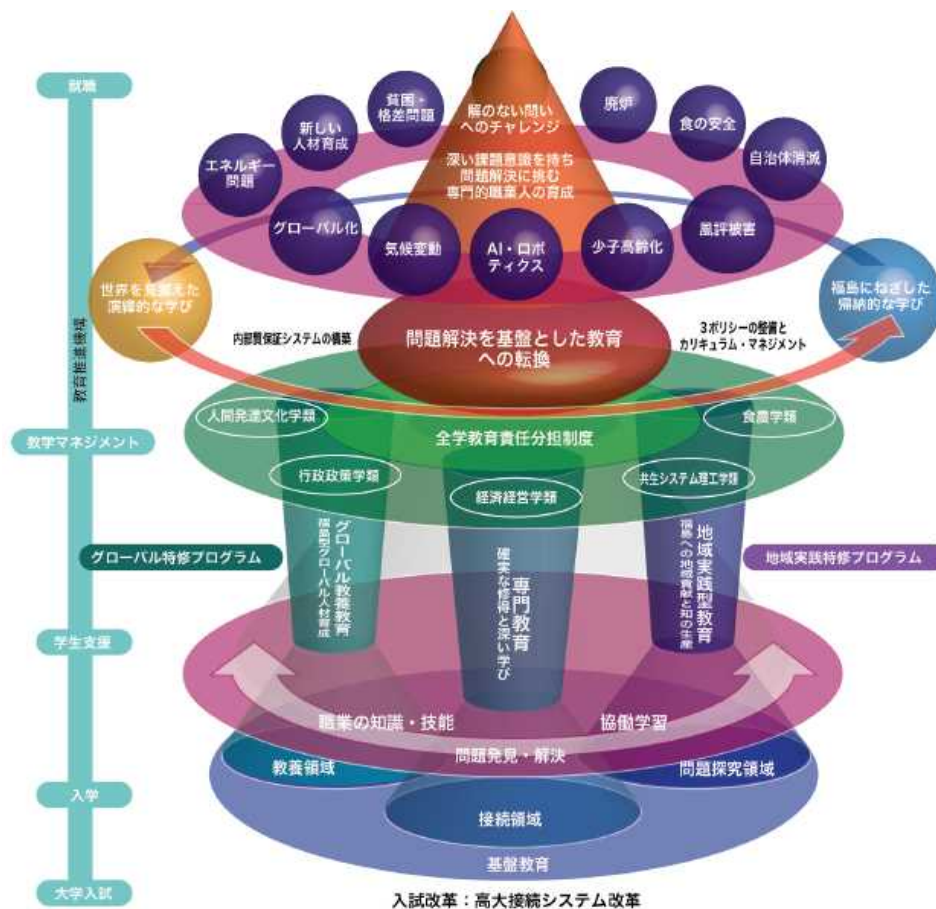 就職
貧困・
格差問題
新しい
人材育成
エネルギー
問題
解のない問い
へのチャレンジ
深い課題意識を持ち
問題解決に挑む
専門的職業人の育成
廃炉
食の安全
自治体消滅
グローバル化
気候変動
AI・ロボ
ティクス
少子高齢化
風評被害
世界を見据えた
演繹的な学び
福島にねざした
帰納的な学び
内部質保証システムの構築
問題解決を基盤とした教育
への転換
3ポリシーの整備と
カリキュラム・マネジメント
教育推進機構
人間発達文化学類
全学教育責任分担制度
食農学類
教学マネジメント
行政政策学類
経済経営学類
共生システム理工学類
グローバル特修プログラム
グローバル教養教育
福島型グローバル人材育成
専門教育
確実な修得と深い学び
地域実践型教育
福島への地域貢献と知の生産
地域実践特修プログラム
学生支援
職業の知識・技能
協働学習
問題発見・解決
教養領域
問題探究領域
入学
接続領域
基盤教育
大学入試
入試改革:高大接続システム改革